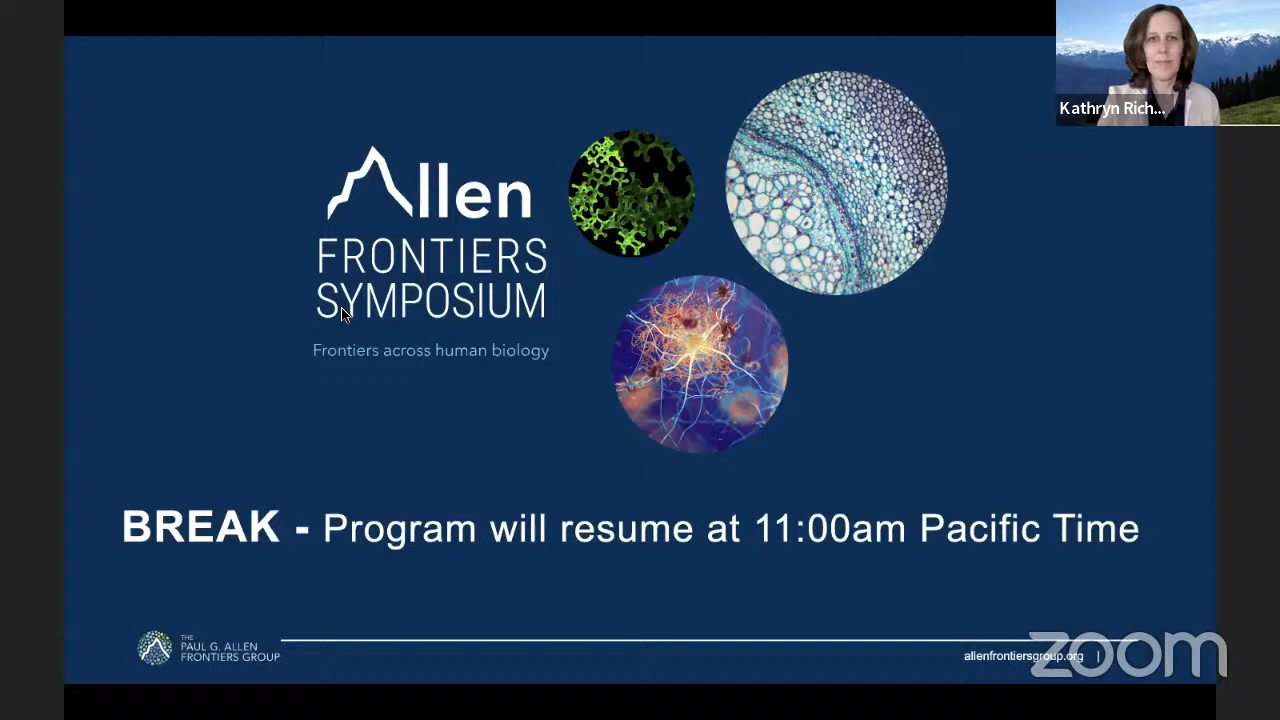 Kathryn Rich...
Allen
FRONTIERS
SYMPOSIUM
Frontiers across human biology
BREAK - Program will resume at 11:00am Pacific Time
THE
PAUL G. ALLEN
FRONTIERS GROUP
allenfrontiersgroup.org |
zoom